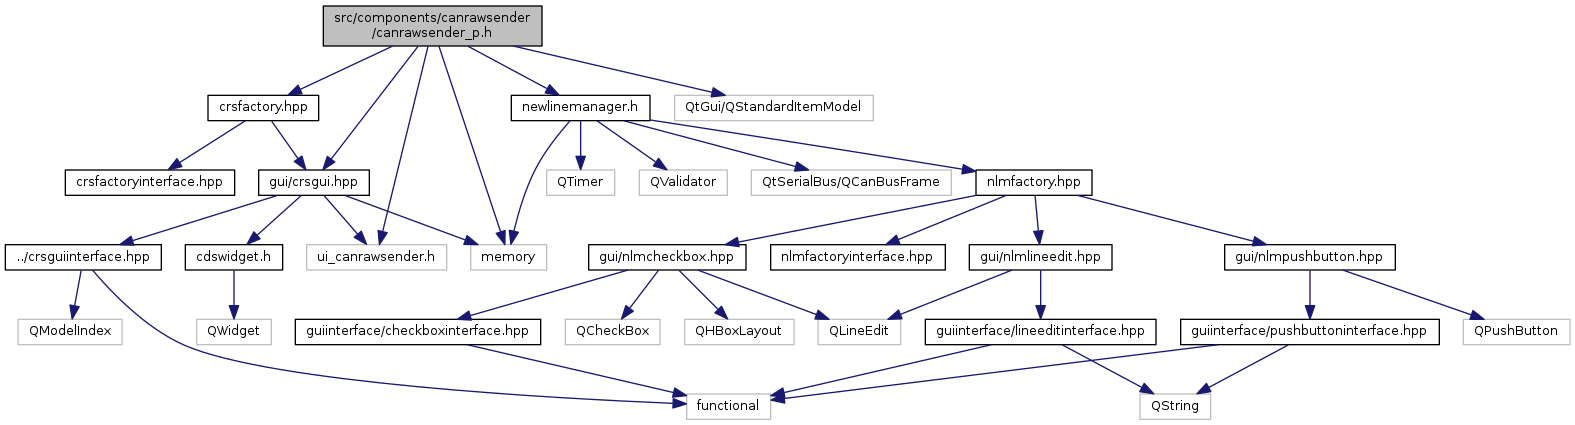 src/components/canrawsender
/canrawsender_p.h
crsfactory.hpp
newlinemanager.h
QtGui/QStandardItemModel
crsfactoryinterface.hpp
gui/crsgui.hpp
QTimer
QValidator
QtSerialBus/QCanBusFrame
nlmfactory.hpp
../crsguiinterface.hpp
cdswidget.h
ui_canrawsender.h
memory
gui/nlmcheckbox.hpp
nlmfactoryinterface.hpp
gui/nlmlineedit.hpp
gui/nlmpushbutton.hpp
QModelIndex
QWidget
guiinterface/checkboxinterface.hpp
QCheckBox
QHBoxLayout
QLineEdit
guiinterface/lineeditinterface.hpp
guiinterface/pushbuttoninterface.hpp
QPushButton
functional
QString